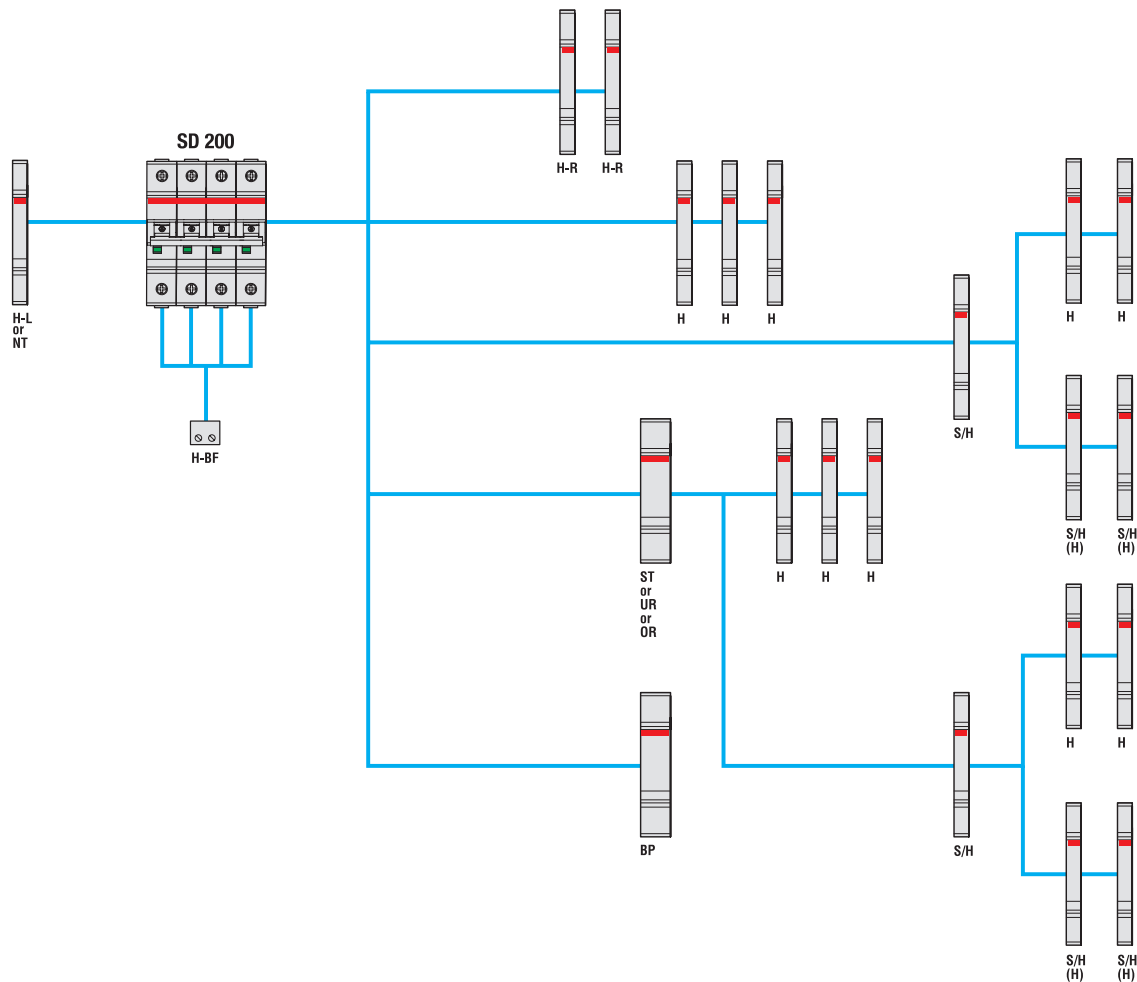 SD 200
H-R
H-R
H-L
or
NT
H
H
H
H
H
S/H
H-BF
S/H
(H)
S/H
(H)
ST
or
UR
or
OR
H
H
H
H
H
BP
S/H
S/H
(H)
S/H
(H)